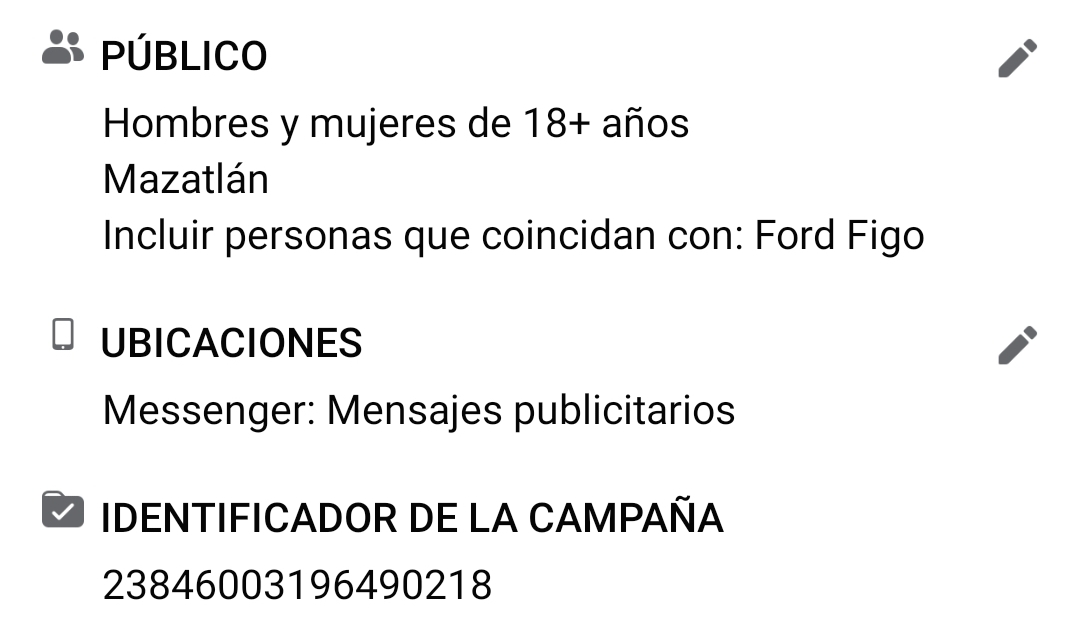 PÚBLICO
Hombres y mujeres de 18+ años
Mazatlán
Incluir personas que coincidan con: Ford Figo
UBICACIONES
Messenger: Mensajes publicitarios
IDENTIFICADOR DE LA CAMPAÑA
23846003196490218